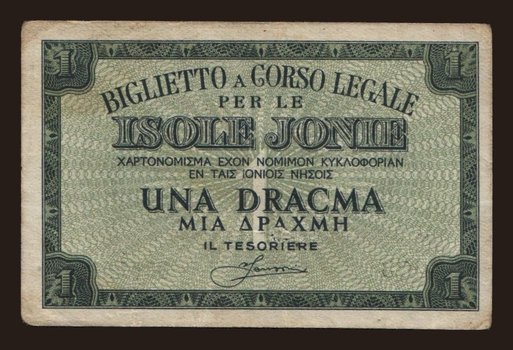 1 1
BIGLIETTO A CORSO LEGALE
PER LE
ISOLE JONIE
ΧΑΡΤΟΝΟΜΙΣΜΑ ΕΧΟΝ ΝΟΜΙΜΟΝ ΚΥΚΛΟΦΟΡΙΑΝ
ΕΝ ΤΑΙΣ ΙΟΝΙΟΙΣ ΝΗΣΟΙΣ
UNA DRACMA
ΜΙΑ ΔΡΑΧΜΗ
IL TESORIERE
1 1